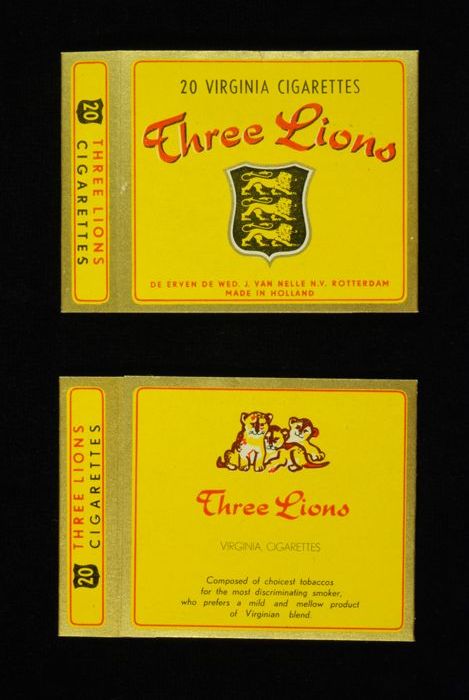 20
THREE LIONS
CIGARETTES
20 VIRGINIA CIGARETTES
Three Lions
DE ERVEN DE WED. J. VAN NELLE N.V. ROTTERDAM
MADE IN HOLLAND
20
THREE LIONS
CIGARETTES
Three Lions
VIRGINIA CIGARETTES
Composed of choicest tobaccos
for the most discriminating smoker,
who prefers a mild and mellow product
of Virginian blend.